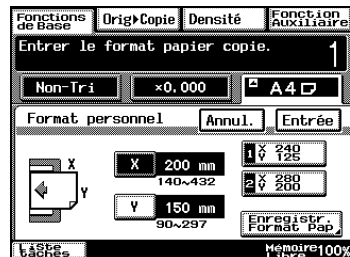 Fonctions de Base
Orig▸Copie
Densité
Fonction Auxiliaire
Entrer le format papier copie.
1
Non-Tri
×0.000
A4
Format personnel
Annul.
Entrée
X
Y
X 200 mm
140~432
Y 150 mm
90~297
1 X 240
Y 125
2 X 280
Y 200
Enregistr.
Format Pap
Liste tâches
Mémoire Libre 100%